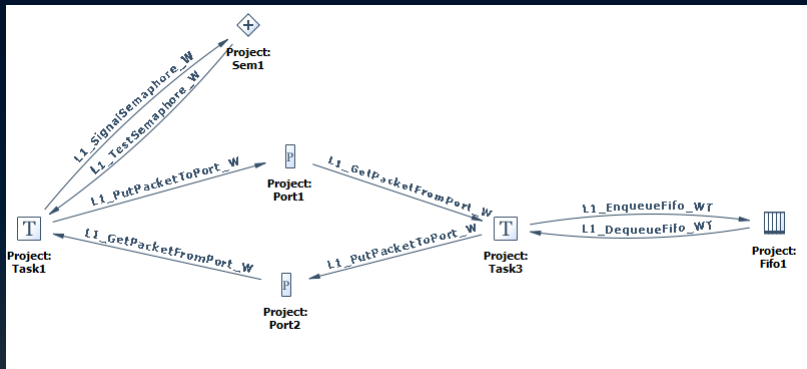 Project:
Sem1
L1_SignalSemaphore_W
L1_TestSemaphore_W
L1_PutPacketToPort_W
P
Project:
Port1
L1_GetPacketFromPort_W
T
Project:
Task1
L1_GetPacketFromPort_W
P
Project:
Port2
L1_PutPacketToPort_W
T
Project:
Task3
L1_EnqueueFifo_WT
L1_DequeueFifo_WT
Project:
Fifo1